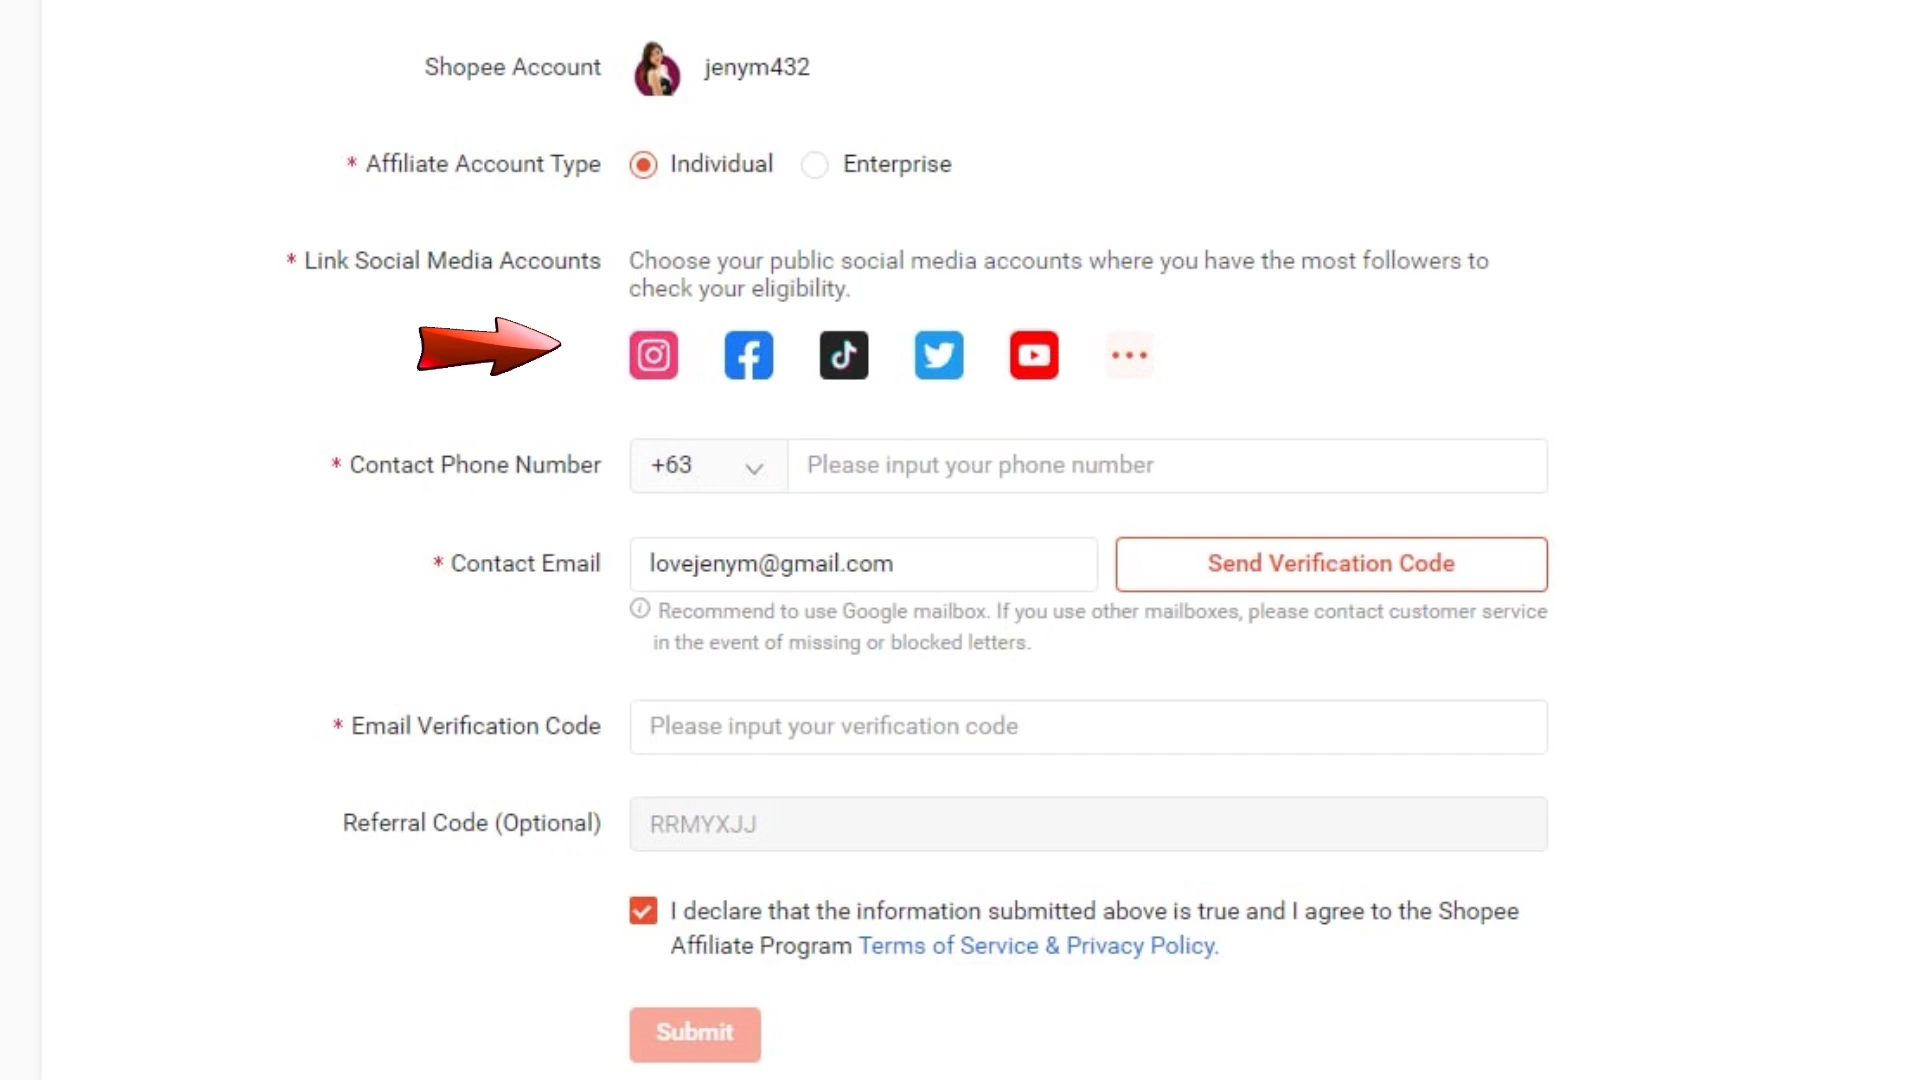 Shopee Account jenym432
* Affiliate Account Type Individual Enterprise
* Link Social Media Accounts Choose your public social media accounts where you have the most followers to
check your eligibility.
* Contact Phone Number +63 Please input your phone number
* Contact Email lovejenym@gmail.com Send Verification Code
Recommend to use Google mailbox. If you use other mailboxes, please contact customer service
in the event of missing or blocked letters.
* Email Verification Code Please input your verification code
Referral Code (Optional) RRMYXJJ
I declare that the information submitted above is true and I agree to the Shopee
Affiliate Program Terms of Service & Privacy Policy.
Submit